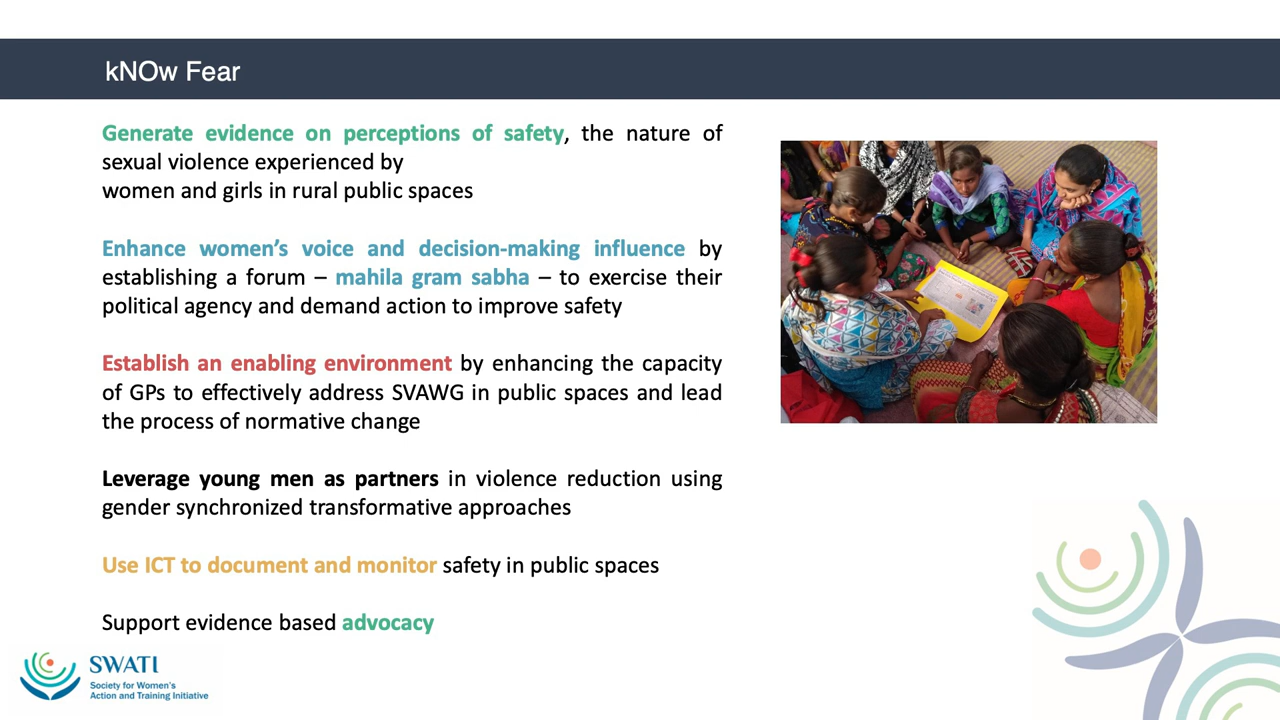 kNOw Fear
Generate evidence on perceptions of safety, the nature of
sexual violence experienced by
women and girls in rural public spaces
Enhance women’s voice and decision-making influence by
establishing a forum – mahila gram sabha – to exercise their
political agency and demand action to improve safety
Establish an enabling environment by enhancing the capacity
of GPs to effectively address SVAWG in public spaces and lead
the process of normative change
Leverage young men as partners in violence reduction using
gender synchronized transformative approaches
Use ICT to document and monitor safety in public spaces
Support evidence based advocacy
SWATI
Society for Women's
Action and Training Initiative